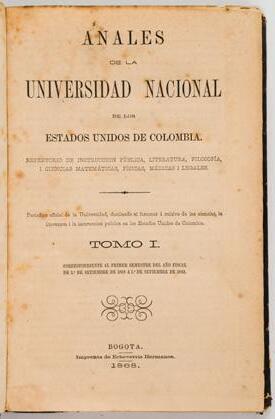 ANALES
DE LA
UNIVERSIDAD NACIONAL
DE LOS
ESTADOS UNIDOS DE COLOMBIA.
REPERTORIO DE INSTRUCCION PÚBLICA, LITERATURA, FILOSOFÍA,
I CIENCIAS MATEMÁTICAS, FÍSICAS, MÉDICAS I LEGALES.
Periódico oficial de la Universidad, destinado al fomento i cultivo de las ciencias, la
literatura i la instruccion pública en los Estados Unidos de Colombia.
TOMO I.
CORRESPONDIENTE AL PRIMER SEMESTRE DEL AÑO FISCAL
DE 1.º DE SETIEMBRE DE 1868 A 1.º DE SETIEMBRE DE 1869.
BOGOTA.
Imprenta de Echeverría Hermanos.
1868.